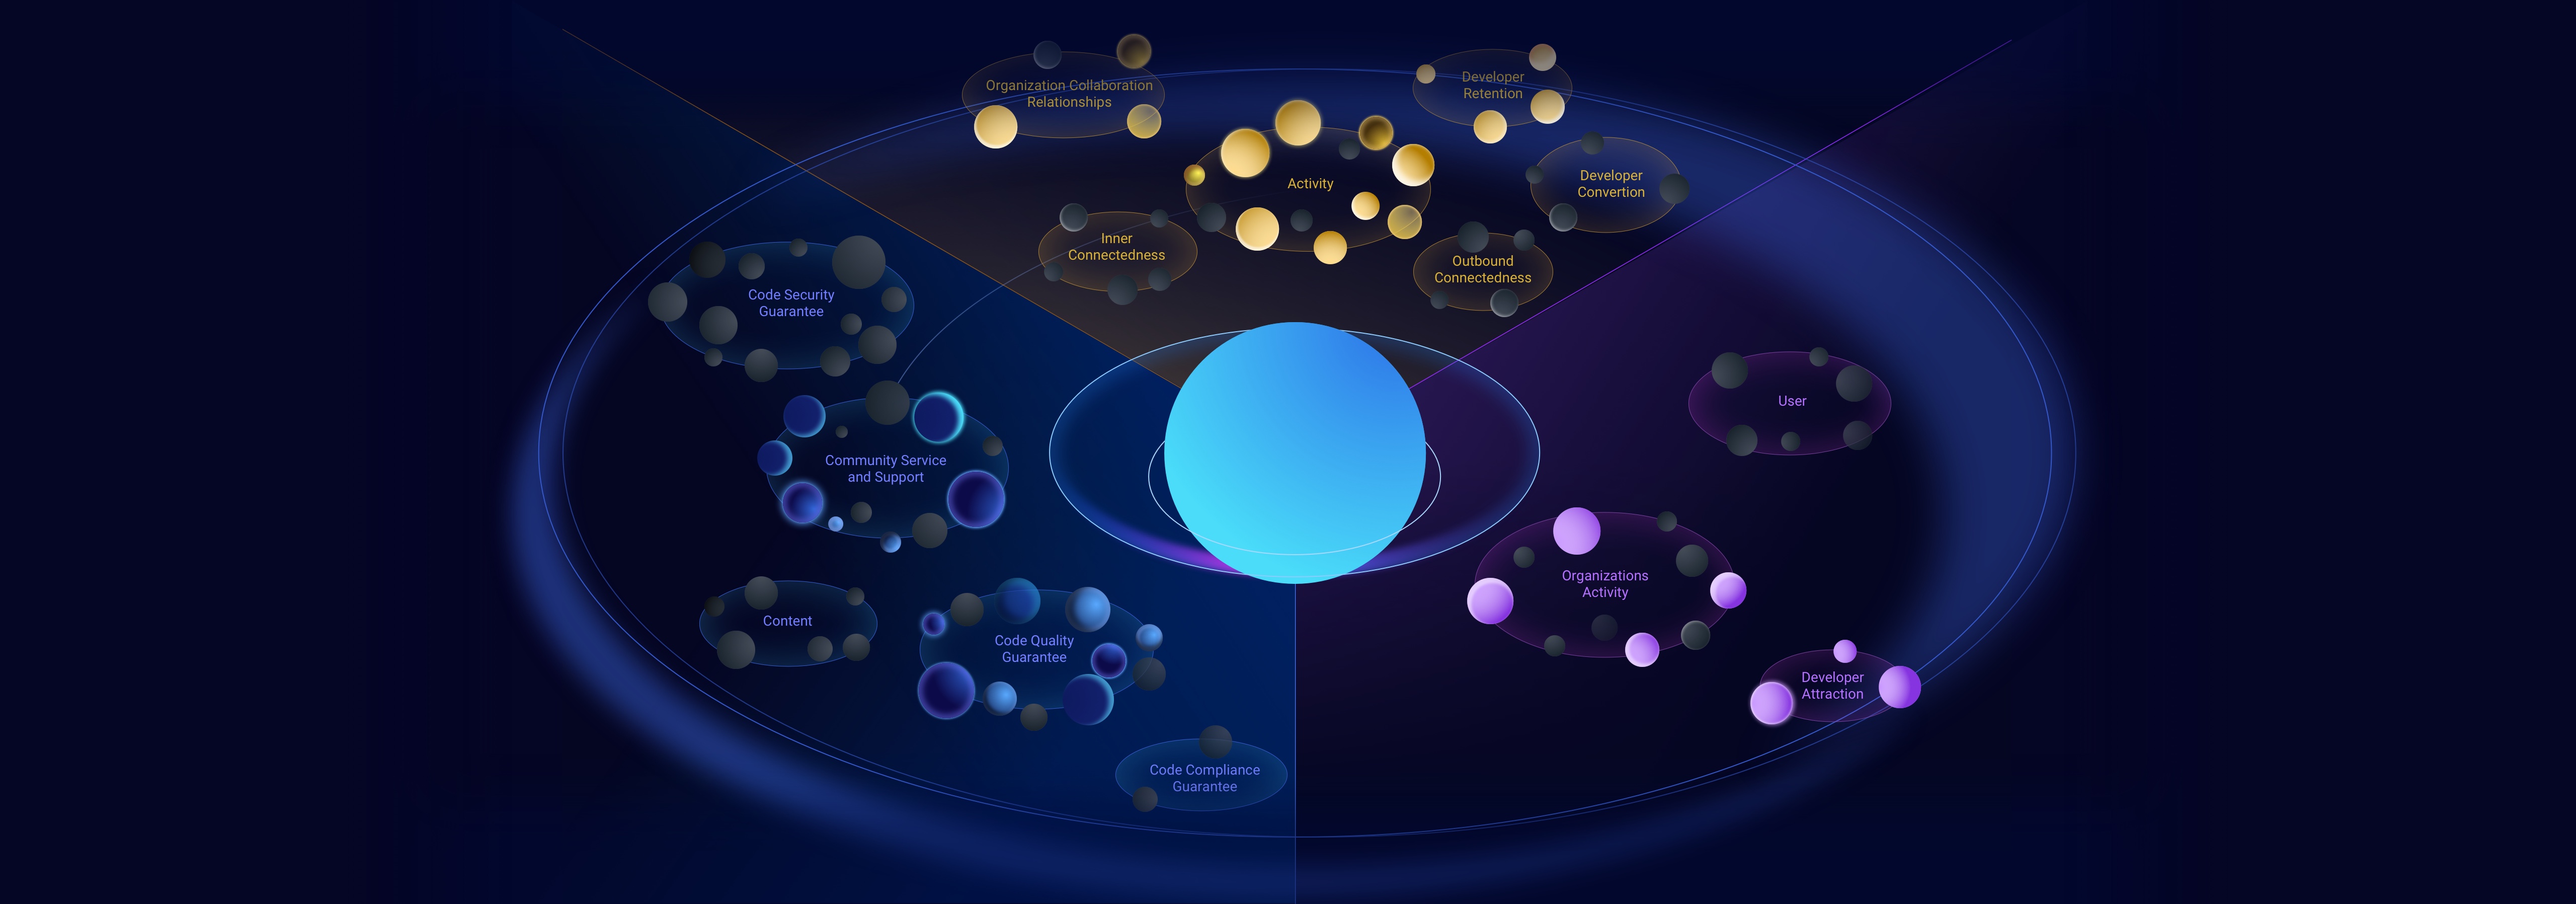 Organization Collaboration
Relationships
Developer
Retention
Activity
Developer
Convertion
Inner
Connectedness
Outbound
Connectedness
Code Security
Guarantee
Community Service
and Support
Content
Code Quality
Guarantee
Code Compliance
Guarantee
User
Organizations
Activity
Developer
Attraction